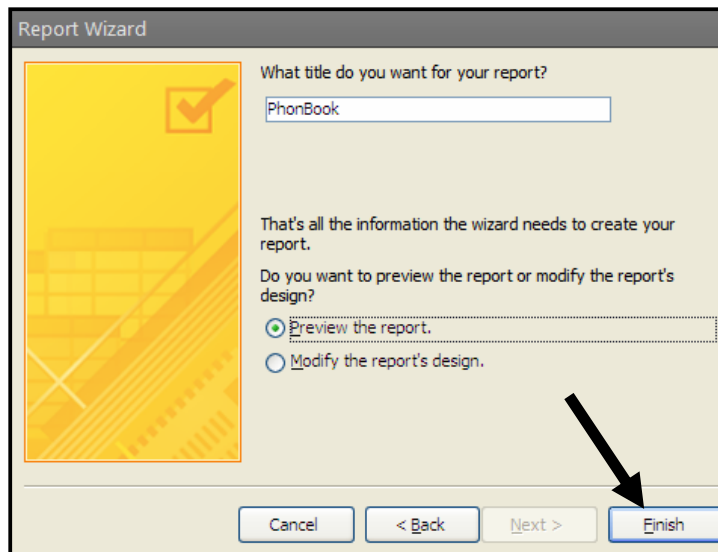 Report Wizard
What title do you want for your report?
PhonBook
That's all the information the wizard needs to create your
report.
Do you want to preview the report or modify the report's
design?
Preview the report.
Modify the report's design.
Cancel
< Back
Next >
Finish